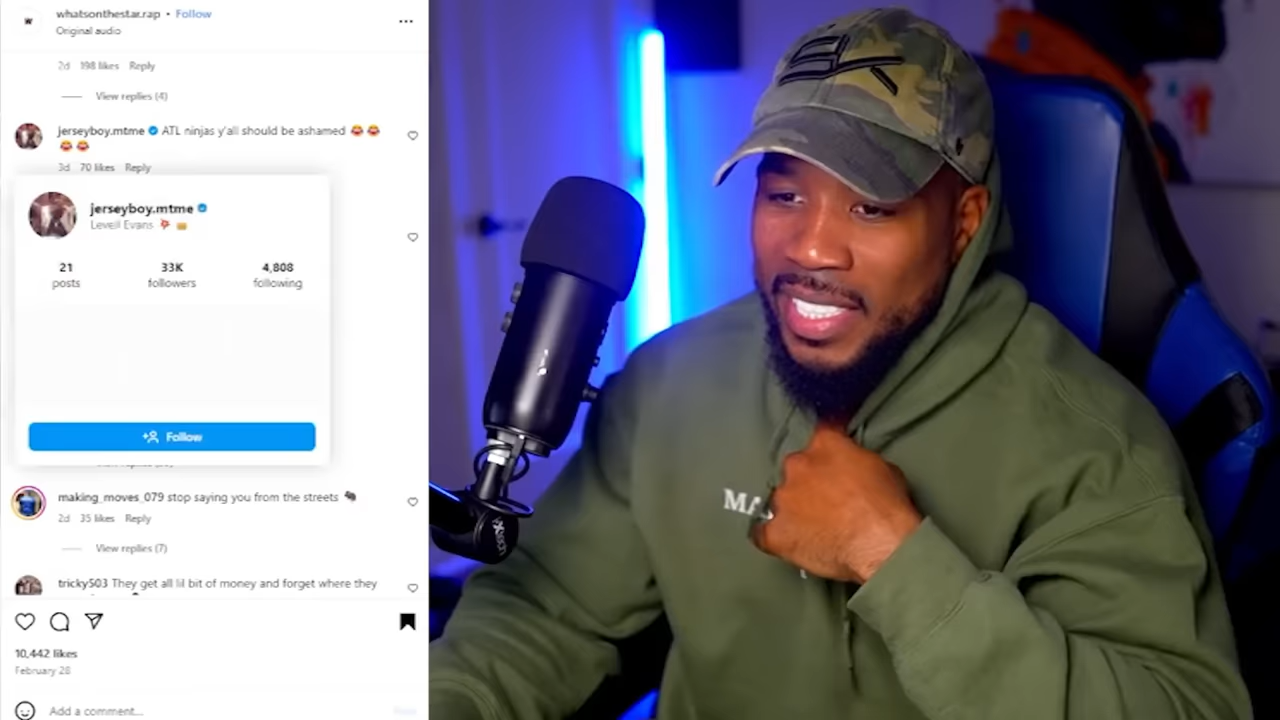 whatsonthestar.rap • Follow
Original audio
2d 198 likes Reply
View replies (4)
jerseyboy.mtme ATL ninjas y'all should be ashamed 😂😂
😂😂
3d 70 likes Reply
jerseyboy.mtme
Levell Evans
21 33K 4,808
posts followers following
Follow
making_moves_079 stop saying you from the streets 🐀
2d 35 likes Reply
View replies (7)
tricky503 They get all lil bit of money and forget where they
10,442 likes
February 28
Add a comment...
MA